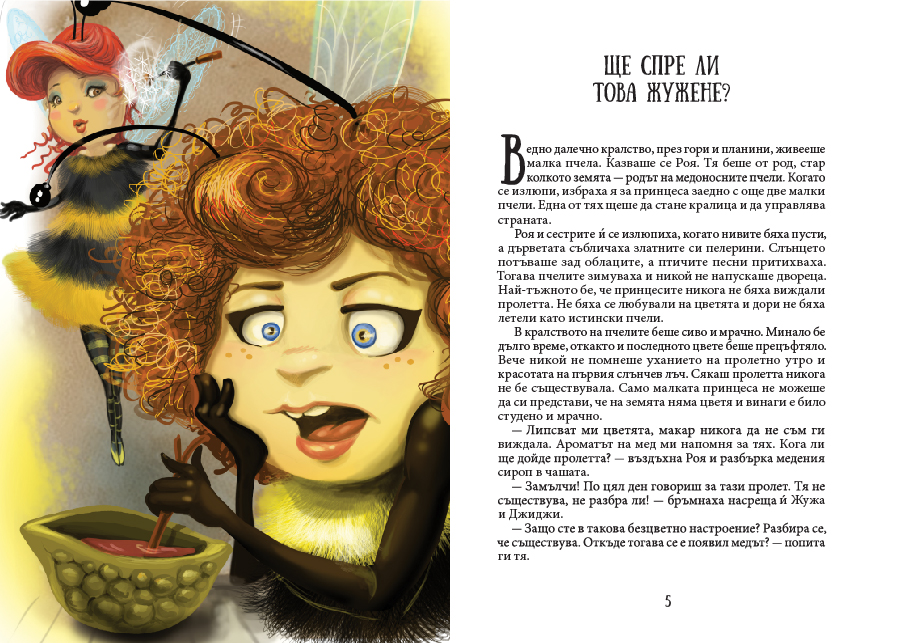 ЩЕ СПРЕ ЛИ
ТОВА ЖУЖЕНЕ?
В едно далечно кралство, през гори и планини, живееше
малка пчела. Казваше се Роя. Тя беше от род, стар
колкото земята — родът на медоносните пчели. Когато
се излюпи, избраха я за принцеса заедно с още две малки
пчели. Една от тях щеше да стане кралица и да управлява
страната.
Роя и сестрите ѝ се излюпиха, когато нивите бяха пусти,
а дърветата събличаха златните си пелерини. Слънцето
потъваше зад облаците, а птичите песни притихваха.
Тогава пчелите зимуваха и никой не напускаше двореца.
Най-тъжното бе, че принцесите никога не бяха виждали
пролетта. Не бяха се любували на цветята и дори не бяха
летели като истински пчели.
В кралството на пчелите беше сиво и мрачно. Минало бе
дълго време, откакто и последното цвете беше прецъфтяло.
Вече никой не помнеше уханието на пролетно утро и
красотата на първия слънчев лъч. Сякаш пролетта никога
не бе съществувала. Само малката принцеса не можеше
да си представи, че на земята няма цветя и винаги е било
студено и мрачно.
— Липсват ми цветята, макар никога да не съм ги
виждала. Ароматът на мед ми напомня за тях. Кога ли
ще дойде пролетта? — въздъхна Роя и разбърка медения
сироп в чашата.
— Замълчи! По цял ден говориш за тази пролет. Тя не
съществува, не разбра ли! — бръмнаха насреща ѝ Жужа
и Джиджи.
— Защо сте в такова безцветно настроение? Разбира се,
че съществува. Откъде тогава се е появил медът? — попита
ги тя.
5